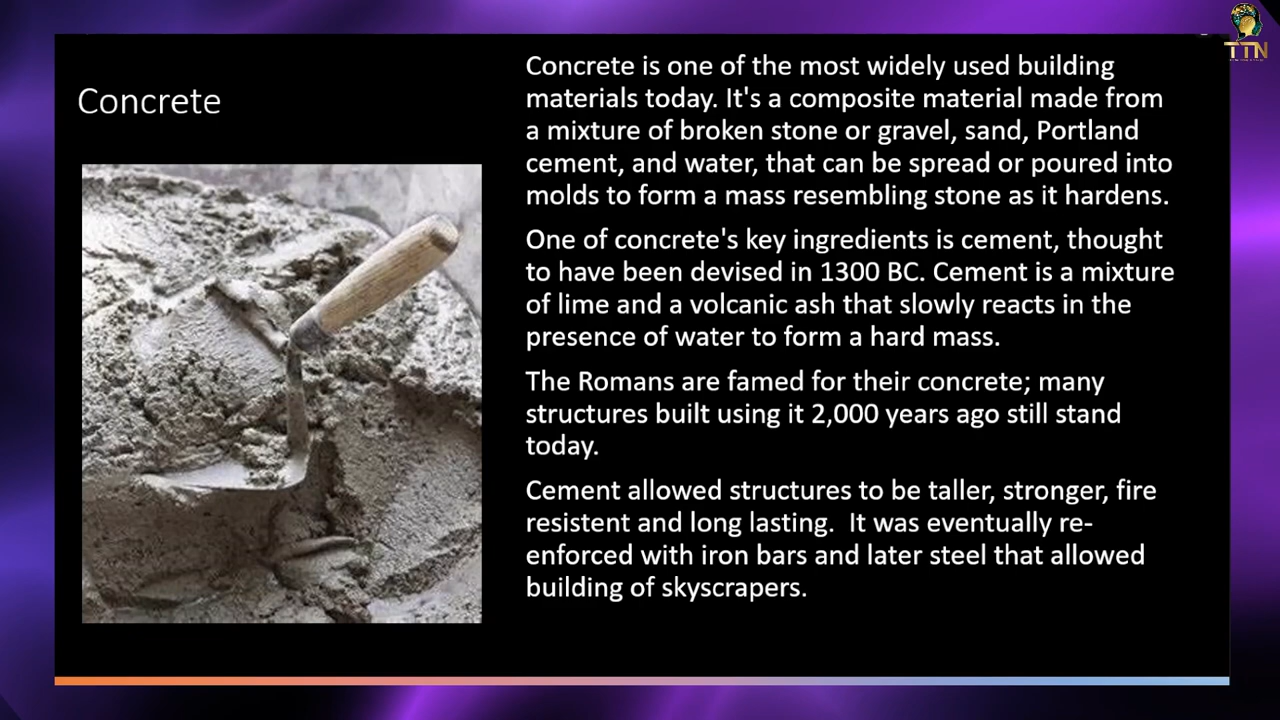 TTN
Concrete
Concrete is one of the most widely used building
materials today. It's a composite material made from
a mixture of broken stone or gravel, sand, Portland
cement, and water, that can be spread or poured into
molds to form a mass resembling stone as it hardens.
One of concrete's key ingredients is cement, thought
to have been devised in 1300 BC. Cement is a mixture
of lime and a volcanic ash that slowly reacts in the
presence of water to form a hard mass.
The Romans are famed for their concrete; many
structures built using it 2,000 years ago still stand
today.
Cement allowed structures to be taller, stronger, fire
resistent and long lasting.  It was eventually re-
enforced with iron bars and later steel that allowed
building of skyscrapers.